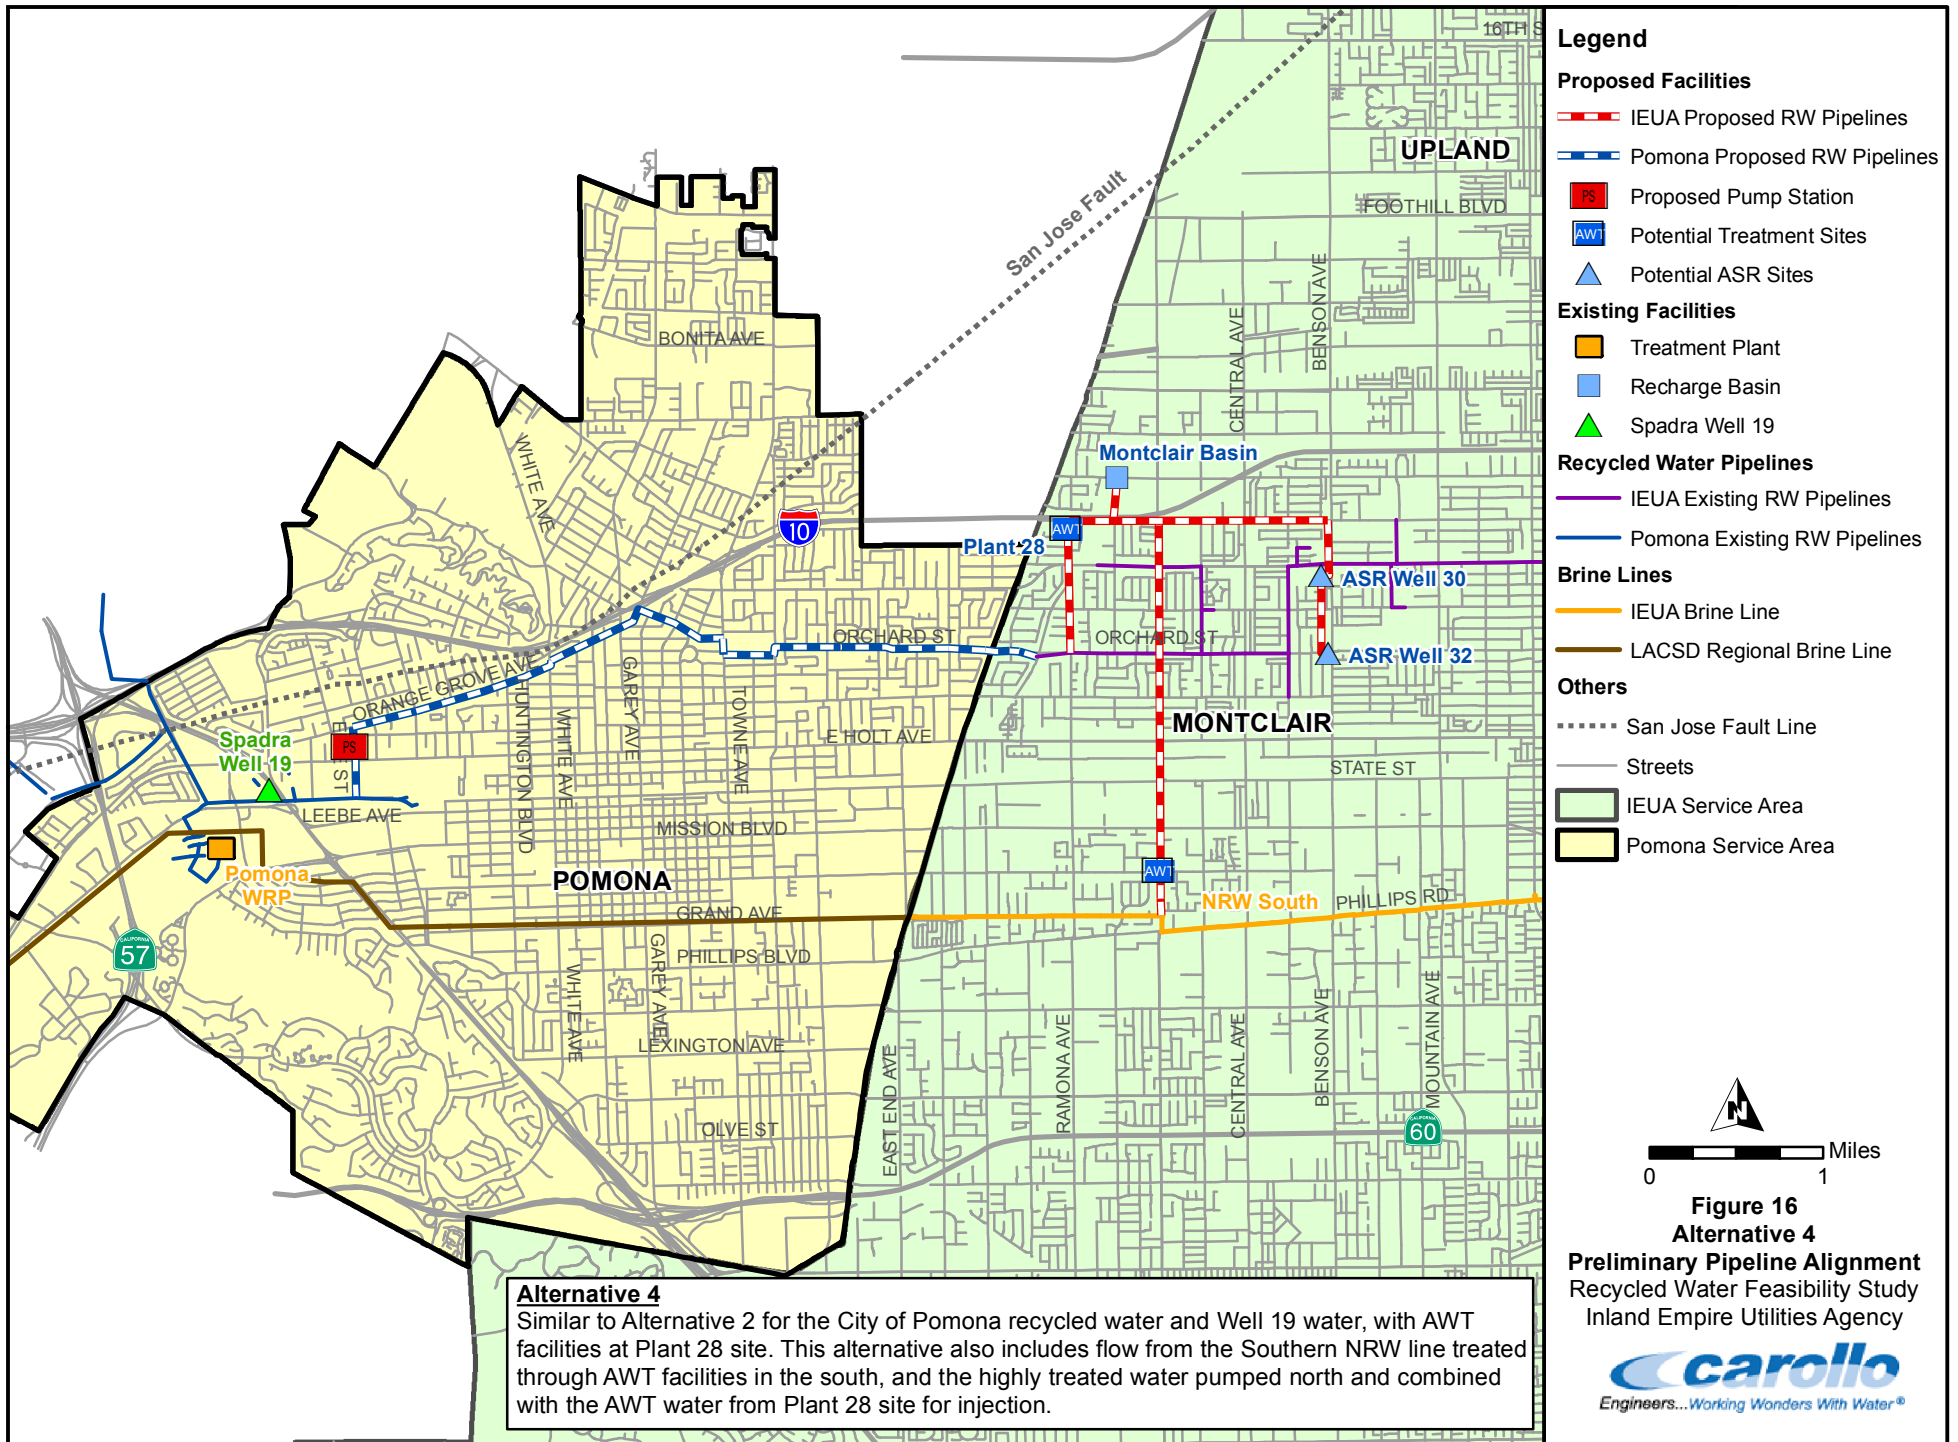 16TH S
UPLAND
FOOTHILL BLVD
San Jose Fault
BENSON AVE
CENTRAL AVE
BONITA AVE
WHITE AVE
Montclair Basin
10
AWT
Plant 28
ASR Well 30
ORCHARD ST
ORCHARD ST
ASR Well 32
ORANGE GROVE AVE
HUNTINGTON BLVD
WHITE AVE
GAREY AVE
TOWNE AVE
E HOLT AVE
MONTCLAIR
PS
Spadra
Well 19
STATE ST
LEEBE AVE
MISSION BLVD
Pomona
WRP
POMONA
AWT
NRW South
PHILLIPS RD
GRAND AVE
CALIFORNIA
57
PHILLIPS BLVD
WHITE AVE
GAREY AVE
LEXINGTON AVE
EAST END AVE
RAMONA AVE
CENTRAL AVE
BENSON AVE
MOUNTAIN AVE
OLVE ST
CALIFORNIA
60
Alternative 4
Similar to Alternative 2 for the City of Pomona recycled water and Well 19 water, with AWT
facilities at Plant 28 site. This alternative also includes flow from the Southern NRW line treated
through AWT facilities in the south, and the highly treated water pumped north and combined
with the AWT water from Plant 28 site for injection.
Legend
Proposed Facilities
IEUA Proposed RW Pipelines
Pomona Proposed RW Pipelines
PS Proposed Pump Station
AWT Potential Treatment Sites
Potential ASR Sites
Existing Facilities
Treatment Plant
Recharge Basin
Spadra Well 19
Recycled Water Pipelines
IEUA Existing RW Pipelines
Pomona Existing RW Pipelines
Brine Lines
IEUA Brine Line
LACSD Regional Brine Line
Others
San Jose Fault Line
Streets
IEUA Service Area
Pomona Service Area
N
Miles
0 1
Figure 16
Alternative 4
Preliminary Pipeline Alignment
Recycled Water Feasibility Study
Inland Empire Utilities Agency
carollo
Engineers...Working Wonders With Water®